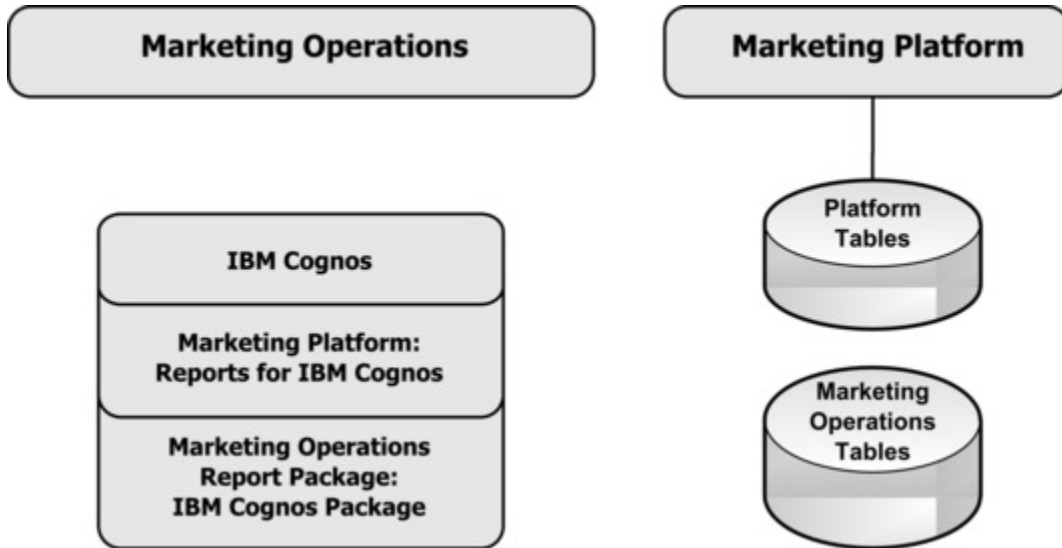 Marketing Operations
Marketing Platform
Platform
Tables
IBM Cognos
Marketing Platform:
Reports for IBM Cognos
Marketing
Operations
Tables
Marketing Operations
Report Package:
IBM Cognos Package